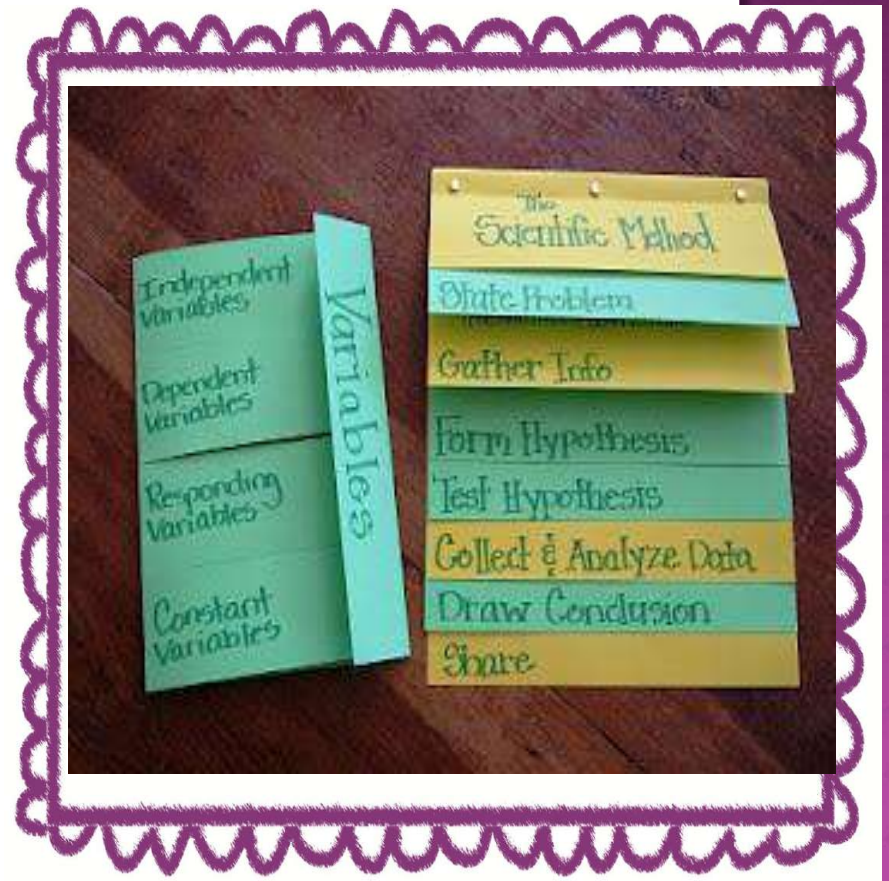 Independent
Variables
Dependent
Variables
Responding
Variables
Constant
Variables
Variables
The
Scientific Method
State Problem
Gather Info
Form Hypothesis
Test Hypothesis
Collect & Analyze Data
Draw Conclusion
Share